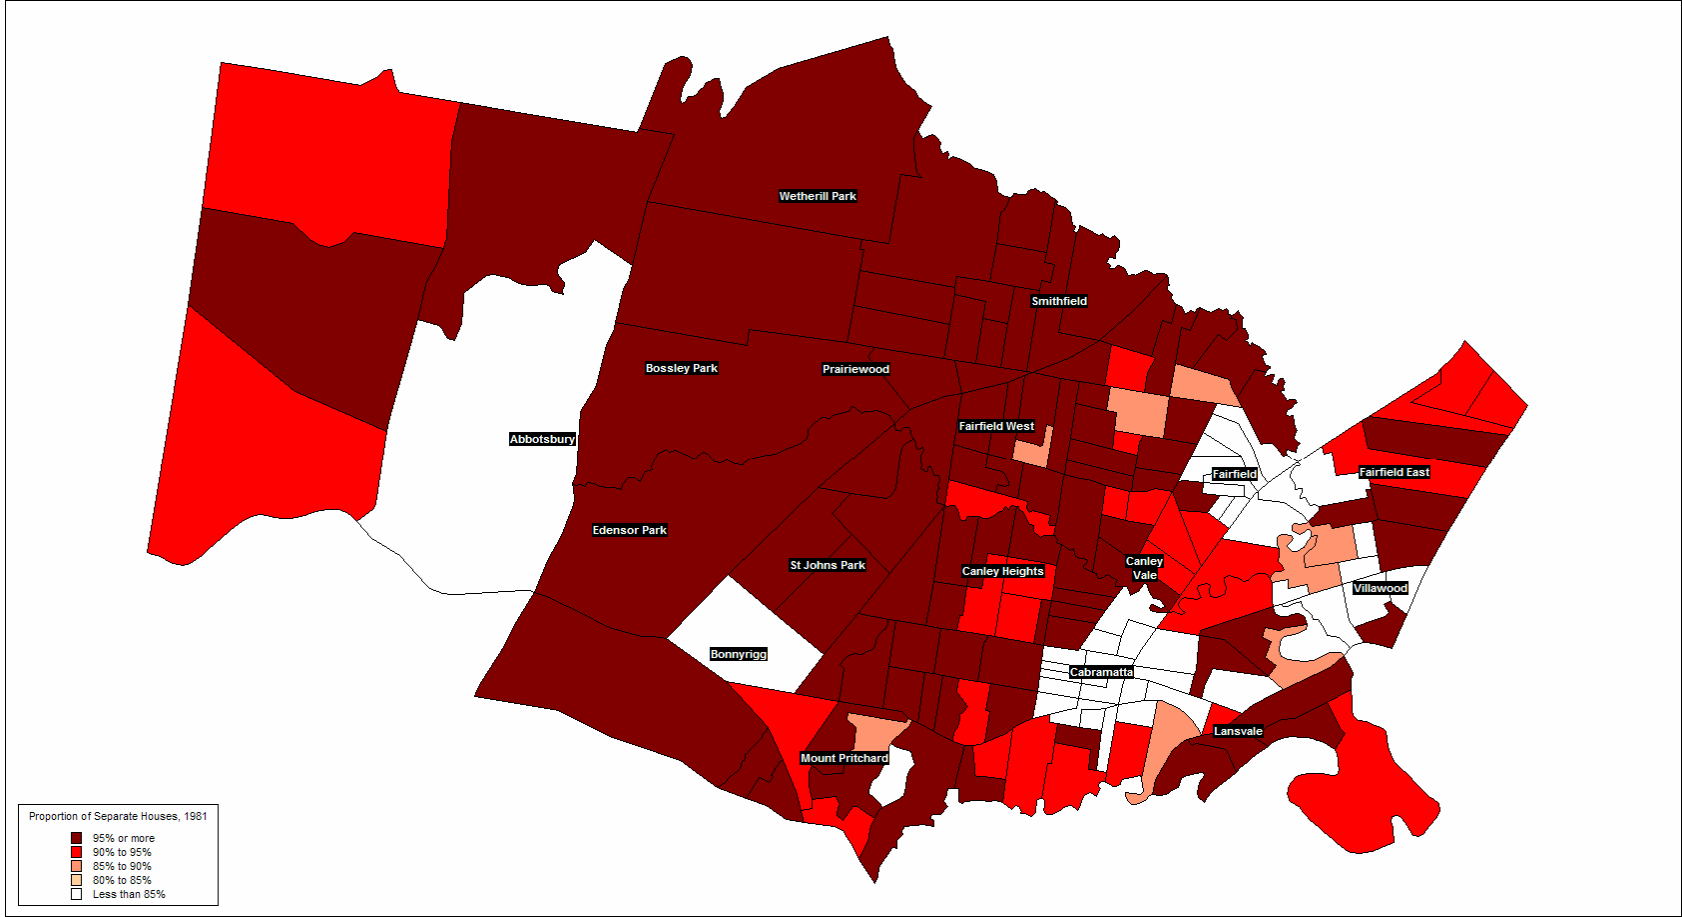 Wetherill Park
Smithfield
Bossley Park
Prairiewood
Fairfield West
Abbotsbury
Fairfield
Fairfield East
Edensor Park
St Johns Park
Canley Heights
Canley
Vale
Villawood
Bonnyrigg
Cabramatta
Lansvale
Mount Pritchard
Proportion of Separate Houses, 1981
95% or more
90% to 95%
85% to 90%
80% to 85%
Less than 85%